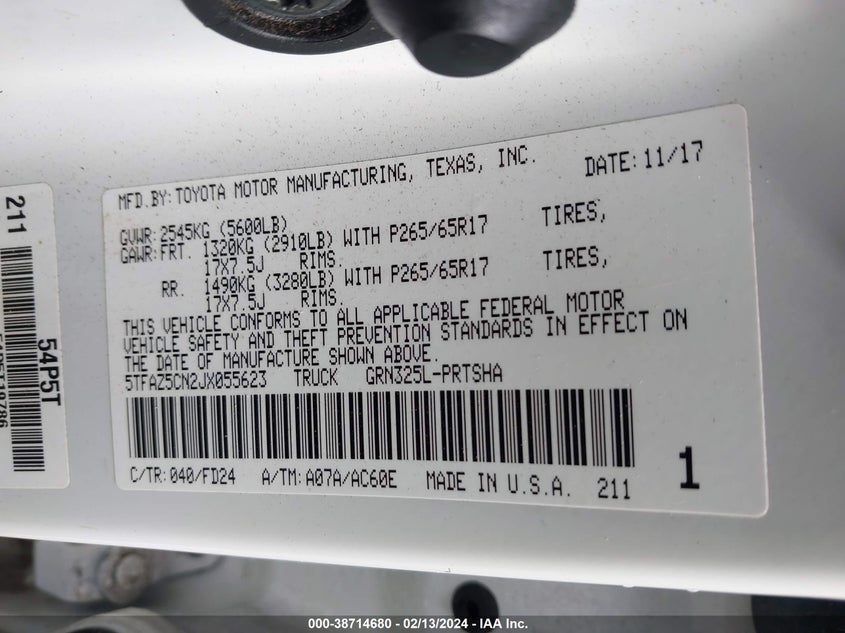 MFD.BY:TOYOTA MOTOR MANUFACTURING, TEXAS, INC. DATE:11/17
GVWR:2545KG (5600LB)
GAWR:FRT. 1320KG (2910LB) WITH P265/65R17 TIRES,
17X7.5J RIMS.
RR. 1490KG (3280LB) WITH P265/65R17 TIRES,
17X7.5J RIMS.
THIS VEHICLE CONFORMS TO ALL APPLICABLE FEDERAL MOTOR
VEHICLE SAFETY AND THEFT PREVENTION STANDARDS IN EFFECT ON
THE DATE OF MANUFACTURE SHOWN ABOVE.
5TFAZ5CN2JX055623 TRUCK GRN325L-PRTSHA
C/TR:040/FD24 A/TM:A07A/AC60E MADE IN U.S.A. 211
1
211
54P5T
000-38714680 - 02/13/2024 - IAA Inc.